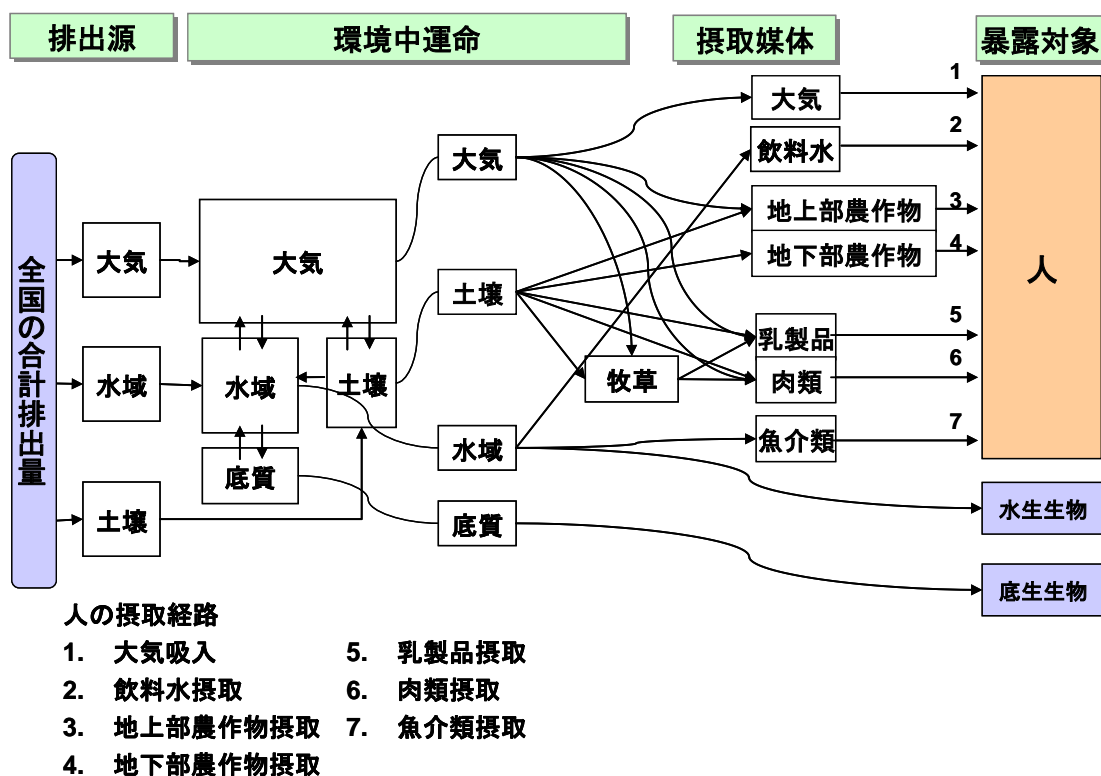 排出源
環境中運命
摂取媒体
暴露対象
全国の合計排出量
大気
水域
土壌
大気
水域
土壌
底質
大気
土壌
水域
底質
牧草
大気
飲料水
地上部農作物
地下部農作物
乳製品
肉類
魚介類
1
2
3
4
5
6
7
人
水生生物
底生生物
人の摂取経路
1. 大気吸入
2. 飲料水摂取
3. 地上部農作物摂取
4. 地下部農作物摂取
5. 乳製品摂取
6. 肉類摂取
7. 魚介類摂取